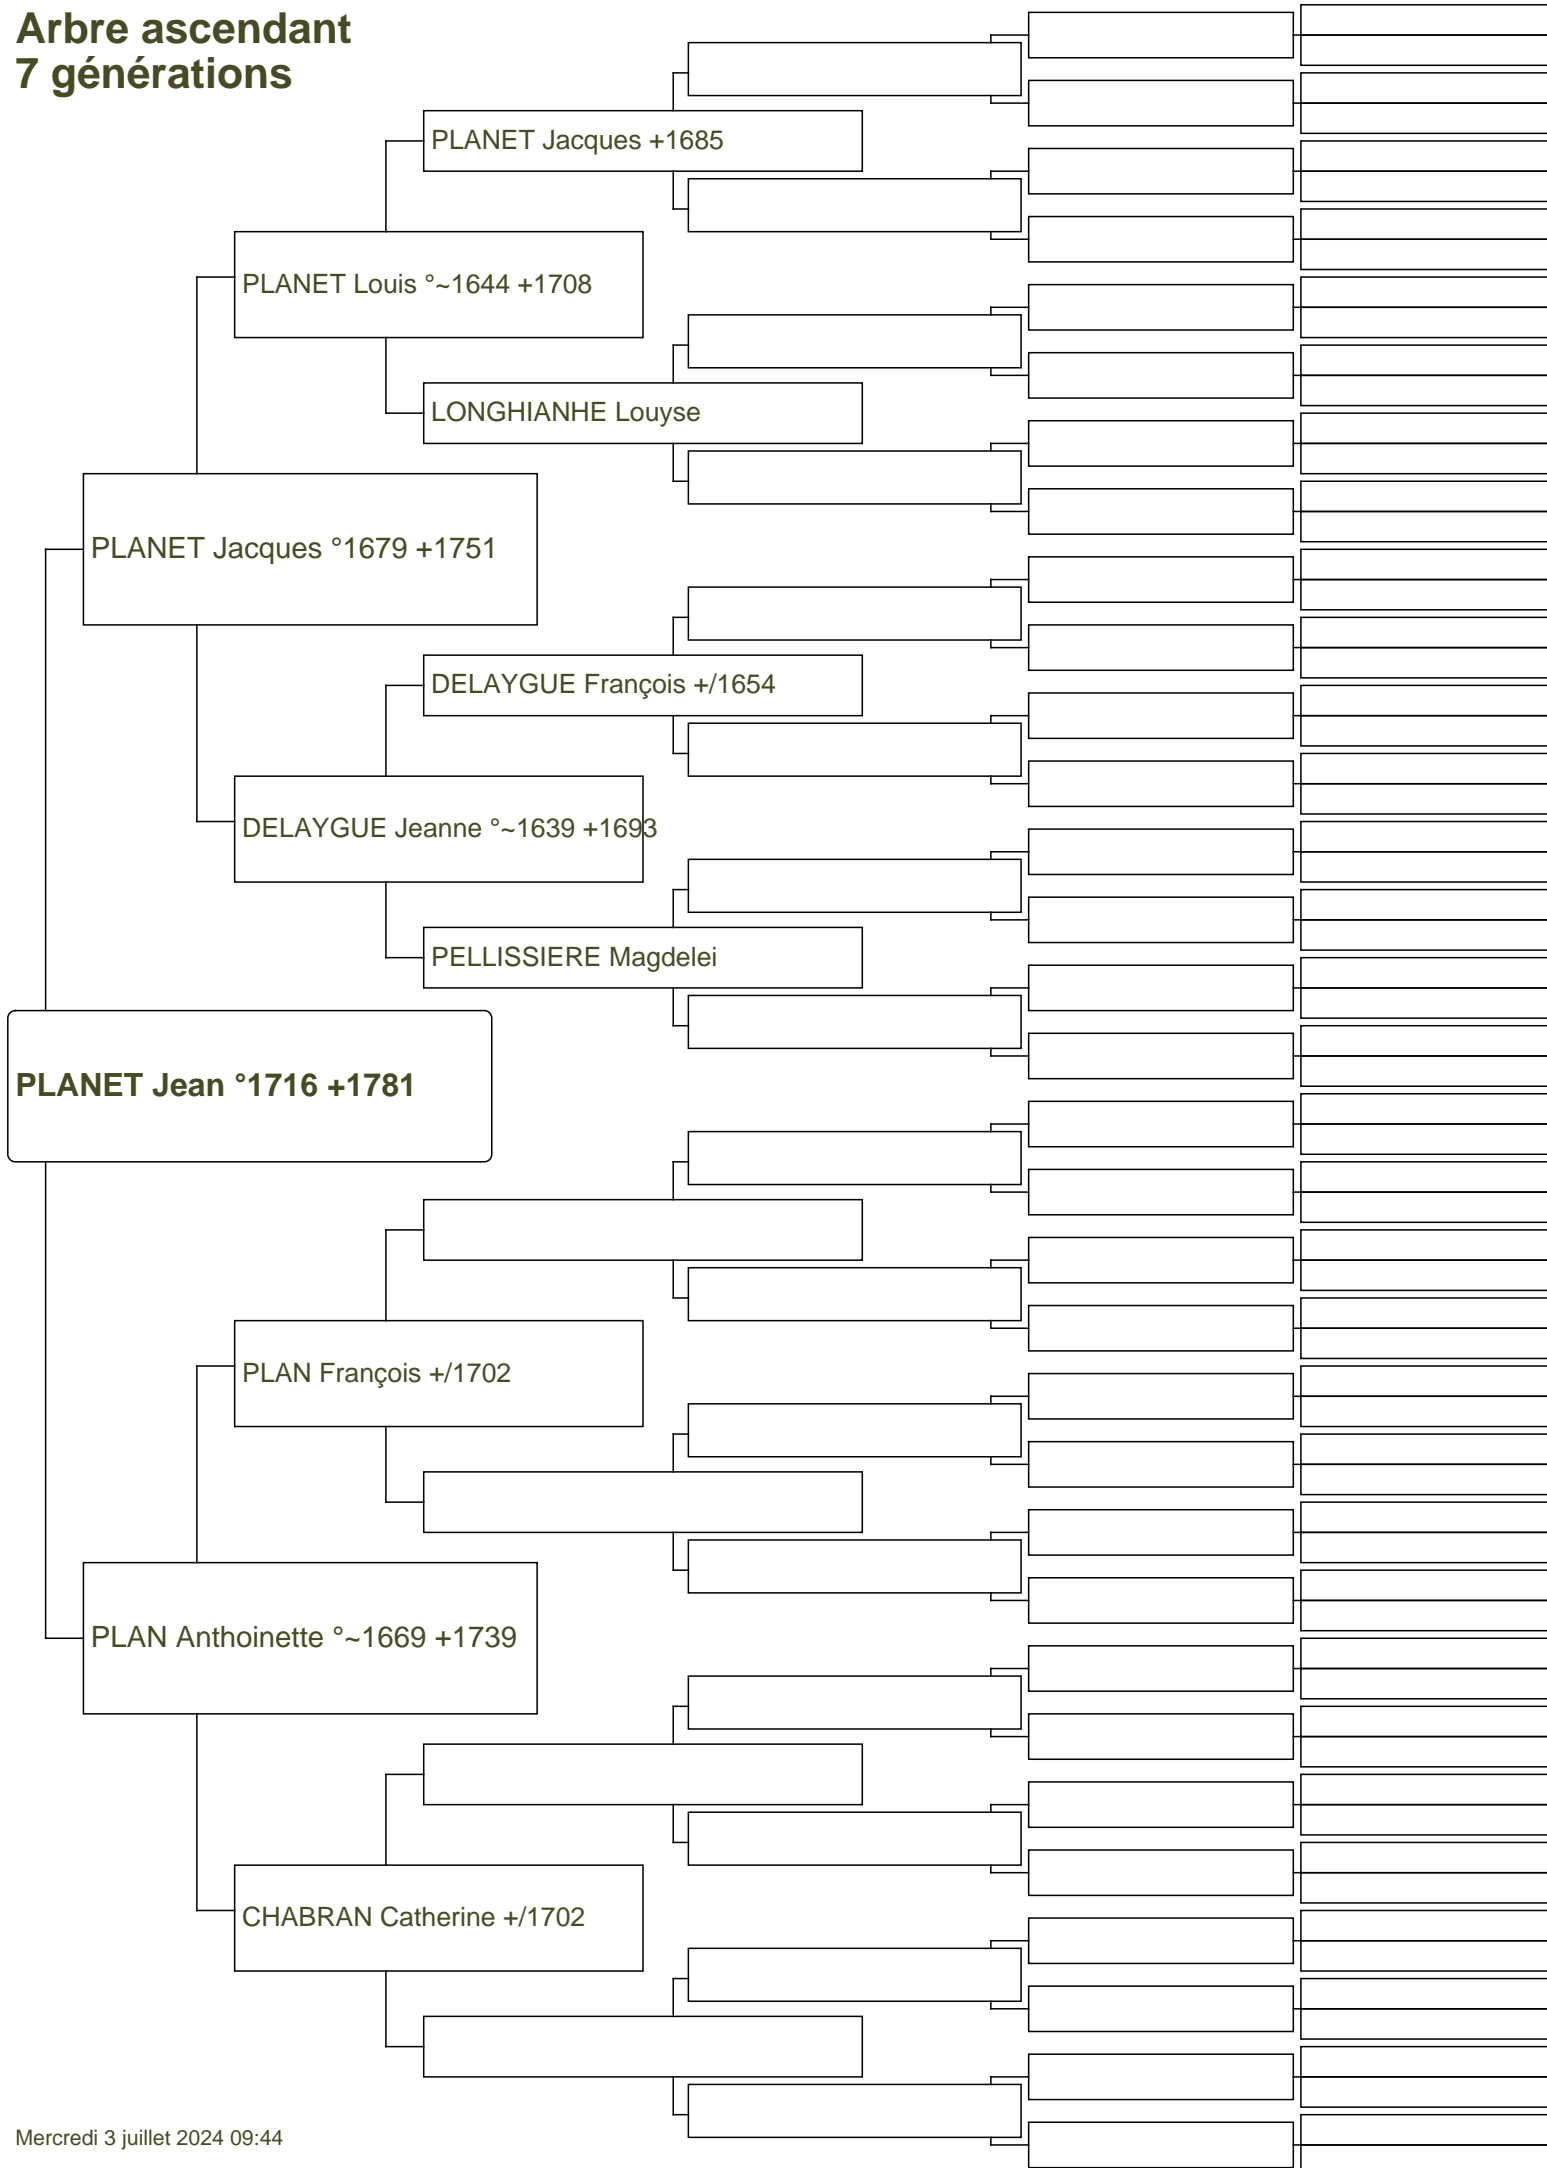 Arbre ascendant
7 générations
PLANET Jacques +1685
PLANET Louis °~1644 +1708
LONGHIANHE Louyse
PLANET Jacques °1679 +1751
DELAYGUE François +/1654
DELAYGUE Jeanne °~1639 +1693
PELLISSIERE Magdelei
PLANET Jean °1716 +1781
PLAN François +/1702
PLAN Anthoinette °~1669 +1739
CHABRAN Catherine +/1702
Mercredi 3 juillet 2024 09:44